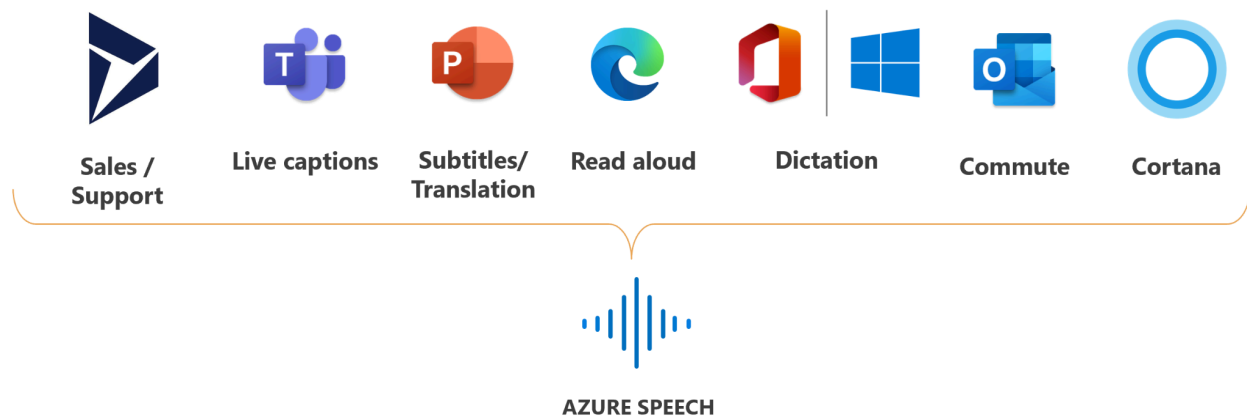 T
P
O
Sales /
Support
Live captions
Subtitles/
Translation
Read aloud
Dictation
Commute
Cortana
AZURE SPEECH